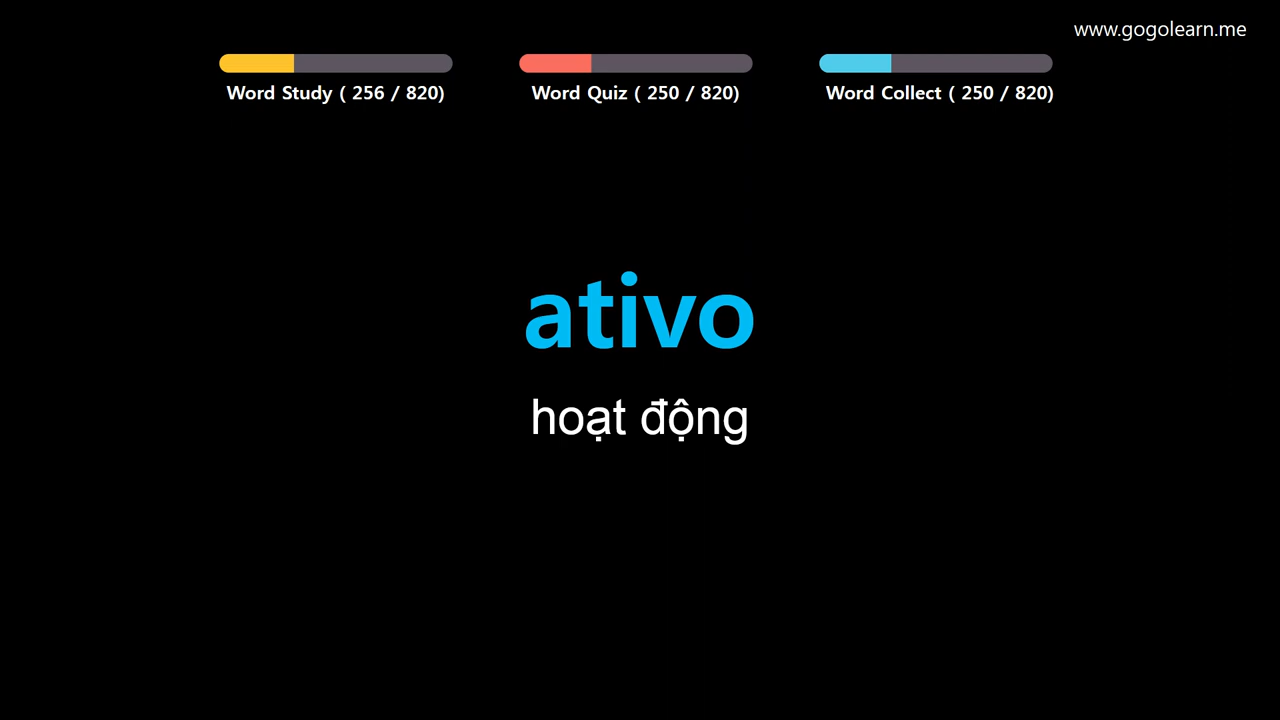 www.gogolearn.me
Word Study ( 256 / 820)
Word Quiz ( 250 / 820)
Word Collect ( 250 / 820)
ativo
hoạt động